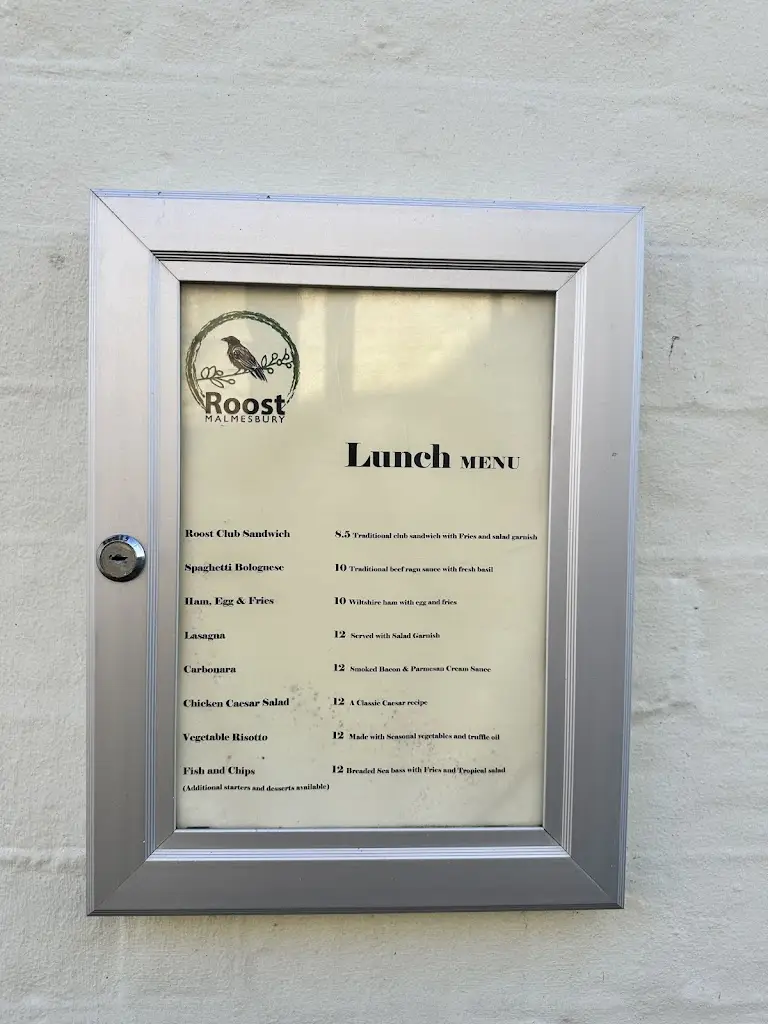 Roost
MALMESBURY
Lunch MENU
Roost Club Sandwich 8.5 Traditional club sandwich with Fries and salad garnish
Spaghetti Bolognese 10 Traditional beef ragu sauce with fresh basil
Ham, Egg & Fries 10 Wiltshire ham with egg and fries
Lasagna 12 Served with Salad Garnish
Carbonara 12 Smoked Bacon & Parmesan Cream Sauce
Chicken Caesar Salad 12 A Classic Caesar recipe
Vegetable Risotto 12 Made with Seasonal vegetables and truffle oil
Fish and Chips 12 Breaded Sea bass with Fries and Tropical salad
(Additional starters and desserts available)